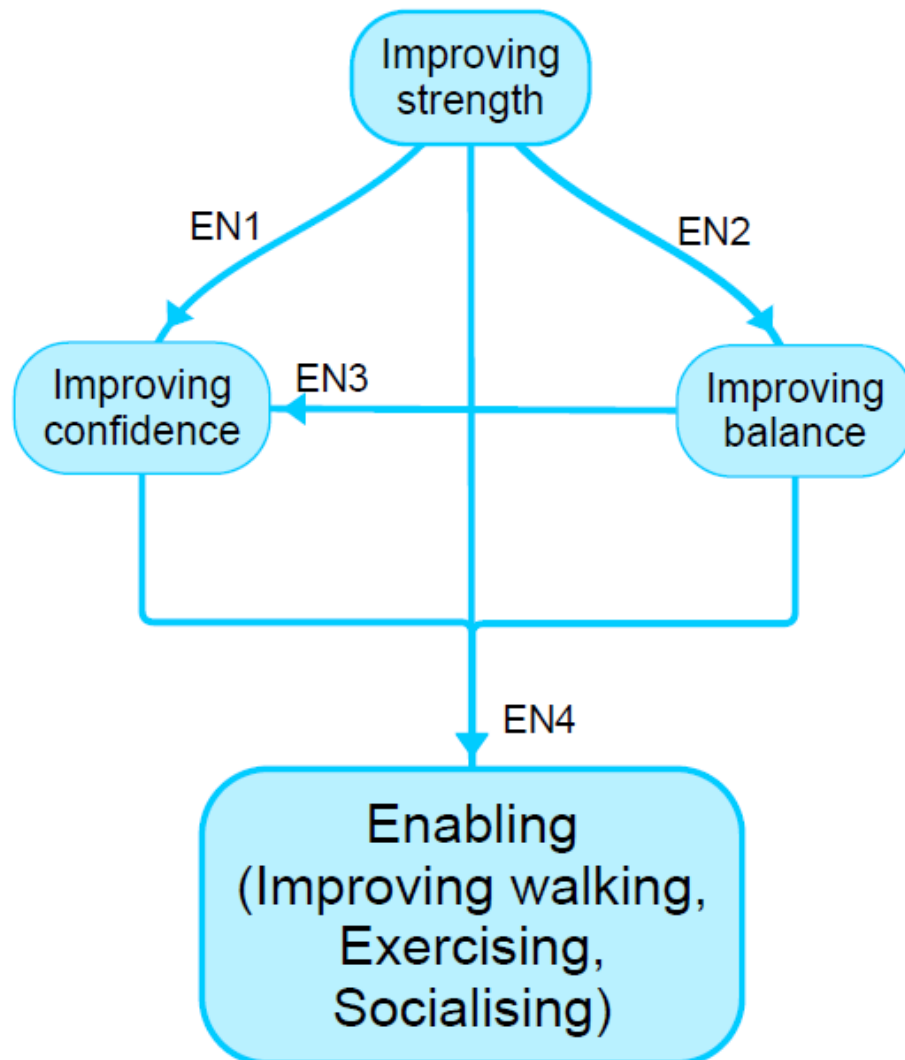 Improving
strength
EN1
EN2
Improving
confidence
EN3
Improving
balance
EN4
Enabling
(Improving walking,
Exercising,
Socialising)